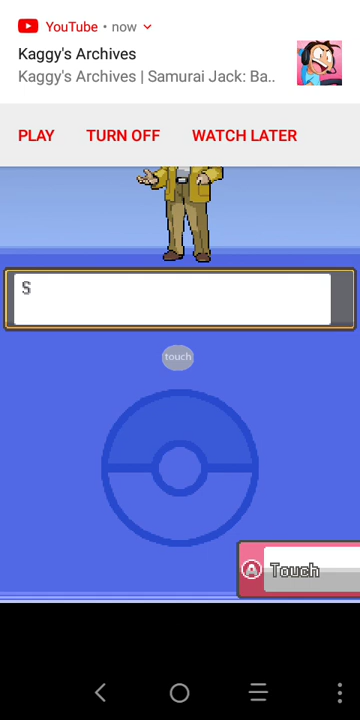 YouTube • now
Kaggy's Archives
Kaggy's Archives | Samurai Jack: Ba..
PLAY TURN OFF WATCH LATER
S
touch
A Touch